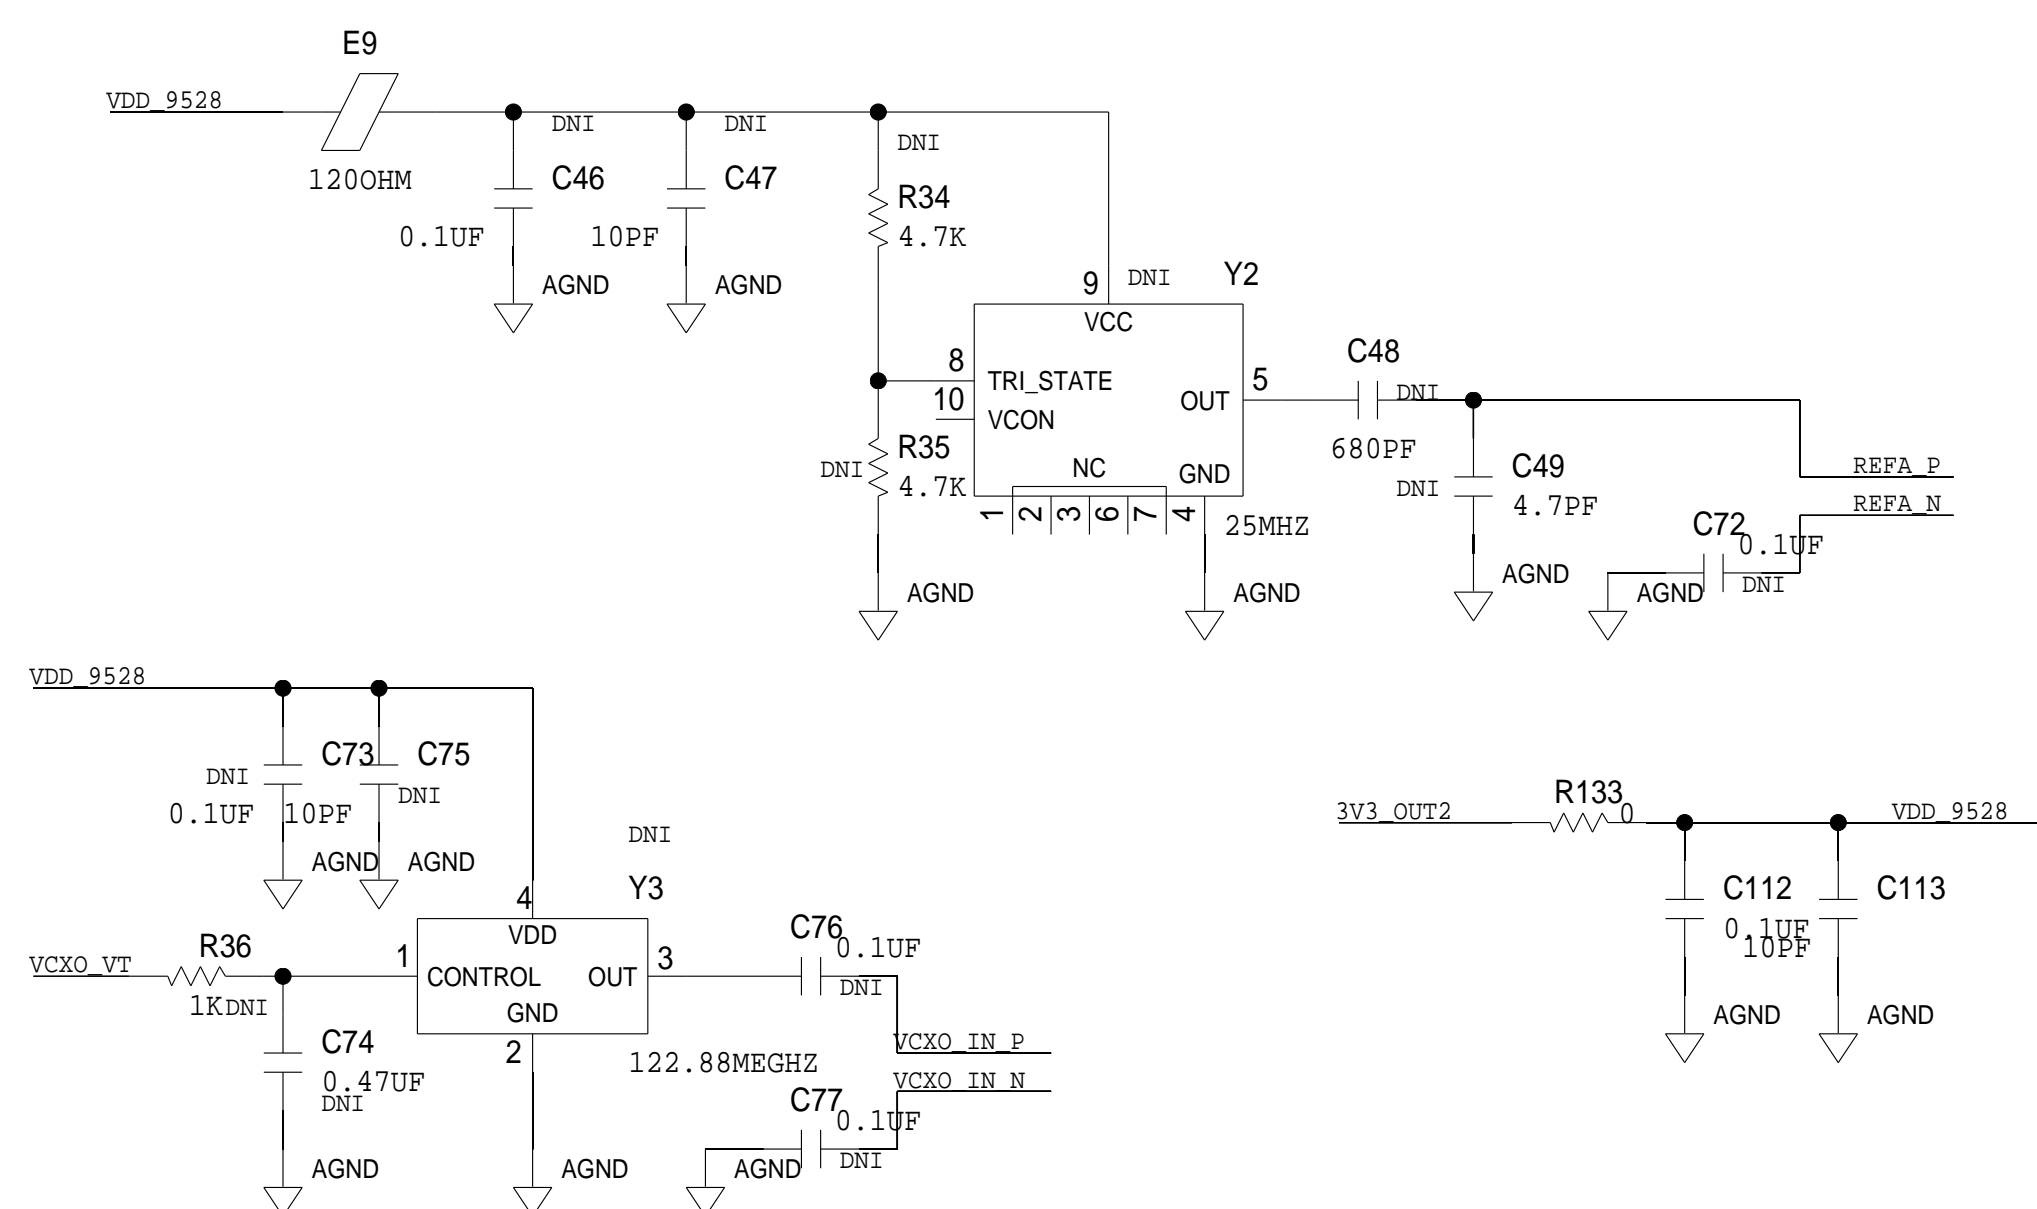 E9
VDD_9528
120OHM
DNI
C46
0.1UF
AGND
DNI
C47
10PF
AGND
DNI
R34
4.7K
DNI
R35
4.7K
AGND
9
DNI
Y2
VCC
8
TRI_STATE
10
VCON
OUT
5
NC
GND
1
2
3
6
7
4
25MHZ
AGND
C48
DNI
680PF
C49
DNI
4.7PF
AGND
REFA_P
REFA_N
C72
0.1UF
DNI
AGND
VDD_9528
C73
DNI
0.1UF
AGND
C75
DNI
10PF
AGND
DNI
Y3
4
VDD
1
CONTROL
OUT
3
GND
2
122.88MEGHZ
AGND
VCXO_VT
R36
1K
DNI
C74
0.47UF
DNI
AGND
C76
0.1UF
DNI
VCXO_IN_P
VCXO_IN_N
C77
0.1UF
DNI
AGND
3V3_OUT2
R133
0
VDD_9528
C112
0.1UF
AGND
C113
10PF
AGND